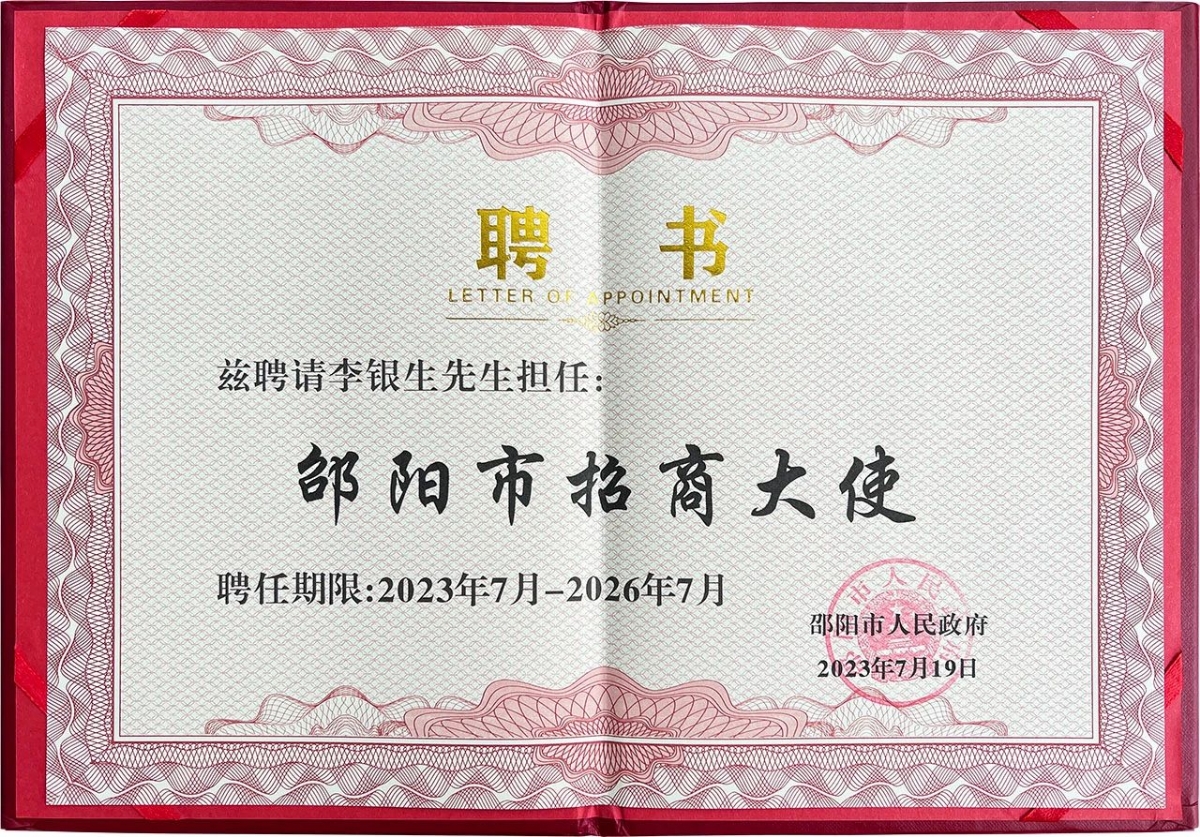 聘 书
LETTER OF APPOINTMENT
兹聘请李银生先生担任：
邵阳市招商大使
聘任期限:2023年7月-2026年7月
邵阳市人民政府
2023年7月19日